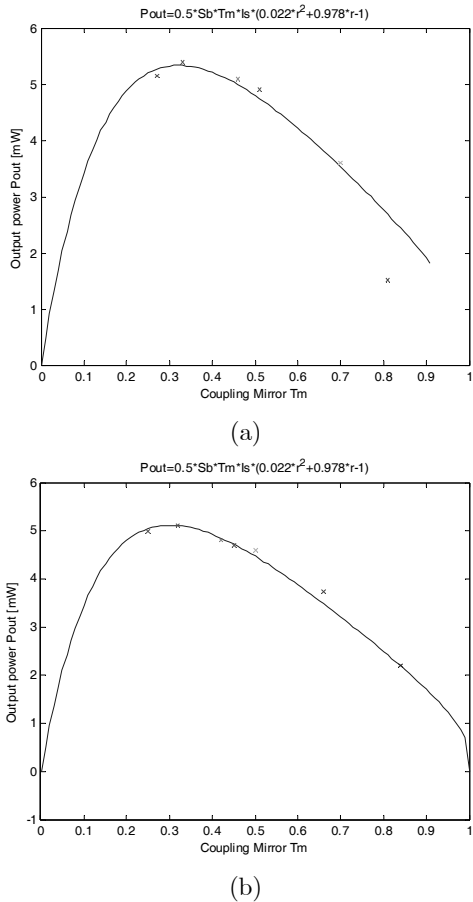 Pout=0.5*Sb*Tm*Is*(0.022*r²+0.978*r-1)
6
5
4
3
2
1
0
Output power Pout [mW]
0 0.1 0.2 0.3 0.4 0.5 0.6 0.7 0.8 0.9 1
Coupling Mirror Tm
(a)
Pout=0.5*Sb*Tm*Is*(0.022*r²+0.978*r-1)
6
5
4
3
2
1
0
-1
Output power Pout [mW]
0 0.1 0.2 0.3 0.4 0.5 0.6 0.7 0.8 0.9 1
Coupling Mirror Tm
(b)